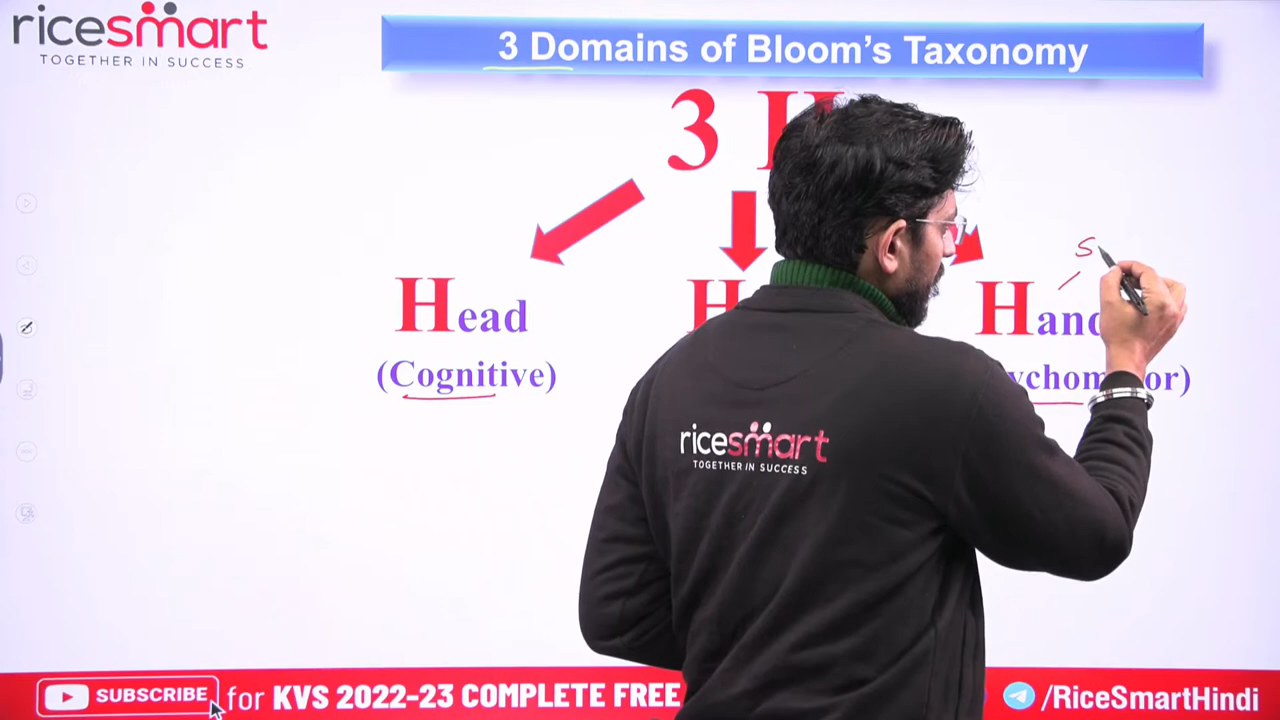 ricesmart
TOGETHER IN SUCCESS
3 Domains of Bloom's Taxonomy
3 H
S
Head
H
Hand
(Cognitive)
ricesmart
TOGETHER IN SUCCESS
SUBSCRIBE for KVS 2022-23 COMPLETE FREE
/RiceSmartHindi